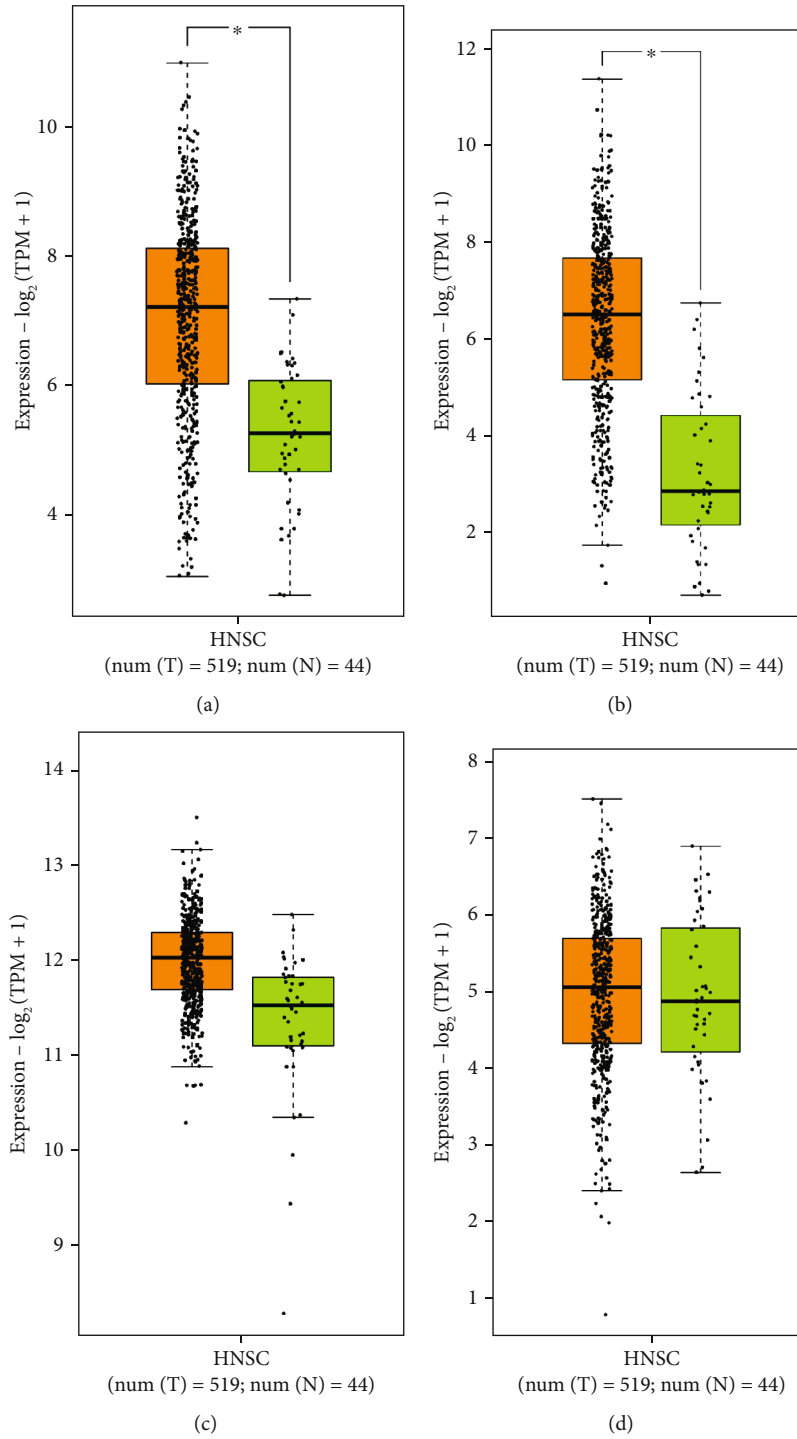 *
10
8
6
4
Expression – log₂ (TPM + 1)
HNSC
(num (T) = 519; num (N) = 44)
(a)
*
12
10
8
6
4
2
Expression – log₂ (TPM + 1)
HNSC
(num (T) = 519; num (N) = 44)
(b)
14
13
12
11
10
9
Expression – log₂ (TPM + 1)
HNSC
(num (T) = 519; num (N) = 44)
(c)
8
7
6
5
4
3
2
1
Expression – log₂ (TPM + 1)
HNSC
(num (T) = 519; num (N) = 44)
(d)